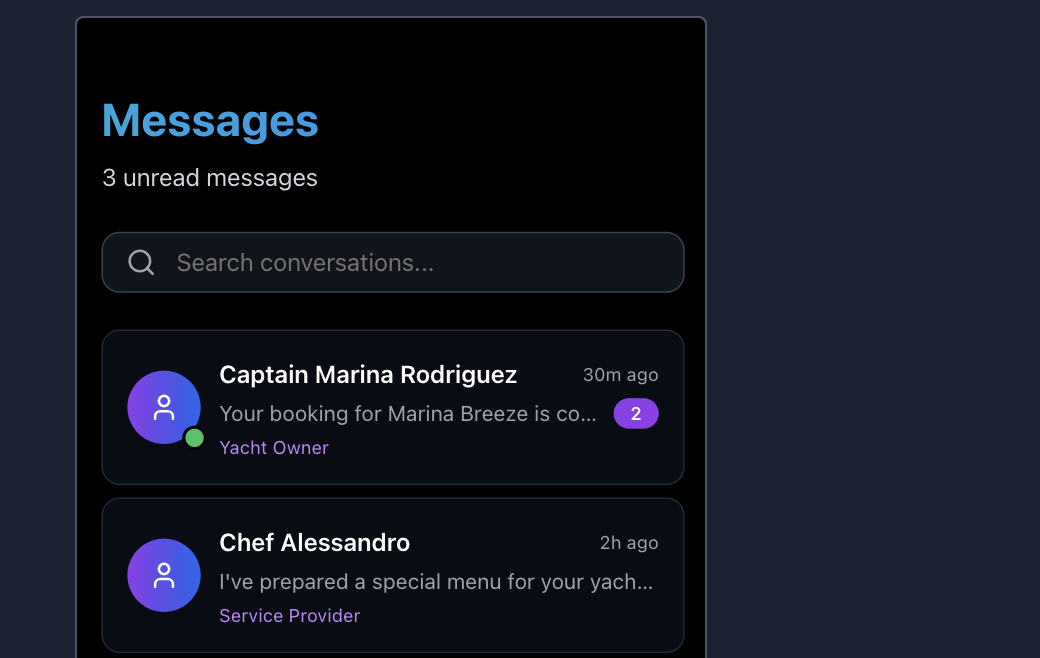 Messages
3 unread messages
Search conversations...
Captain Marina Rodriguez
30m ago
Your booking for Marina Breeze is co...
2
Yacht Owner
Chef Alessandro
2h ago
I've prepared a special menu for your yach...
Service Provider